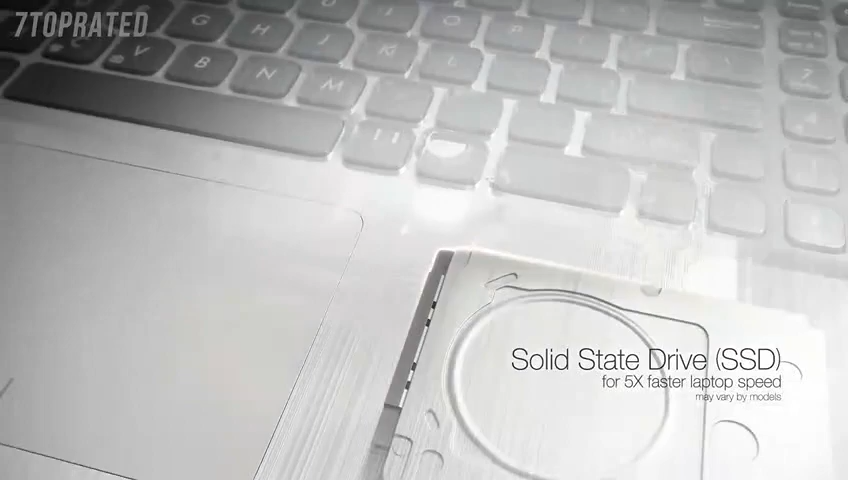 7TOPRATED
G H J K L
V B N M
Solid State Drive (SSD)
for 5X faster laptop speed
may vary by models